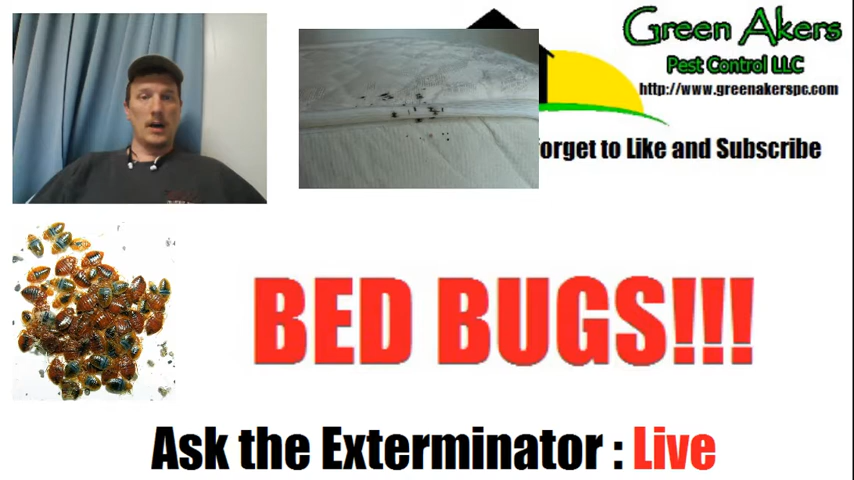 Green Akers
Pest Control LLC
http://www.greenakerspc.com
forget to Like and Subscribe
BED BUGS!!!
Ask the Exterminator : Live